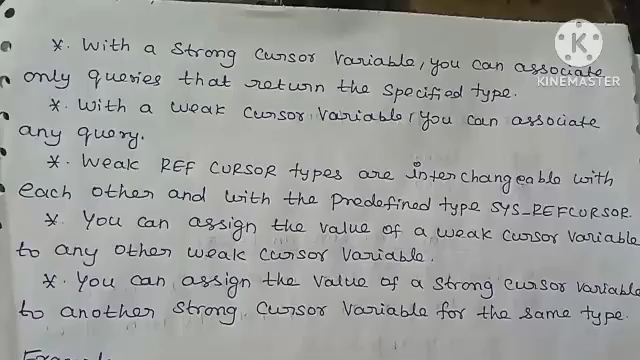 *. With a Strong Cursor Variable, you can associate
only queries that return the specified type.
*. With a weak cursor variable, you can associate
any query.
*. Weak REF CURSOR types are interchangeable with
each other and with the predefined type SYS_REFCURSOR
*. You can assign the value of a weak cursor variable
to any other weak cursor variable.
*. You can assign the value of a strong cursor variable
to another strong cursor variable for the same type.
K
KINEMASTER